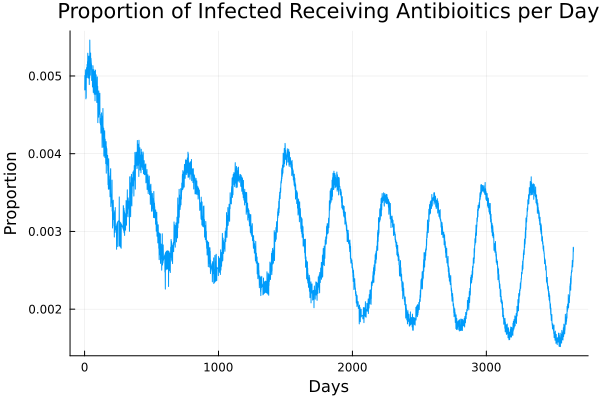 Proportion of Infected Receiving Antibioitics per Day
Proportion
0.005
0.004
0.003
0.002
0
1000
2000
3000
Days